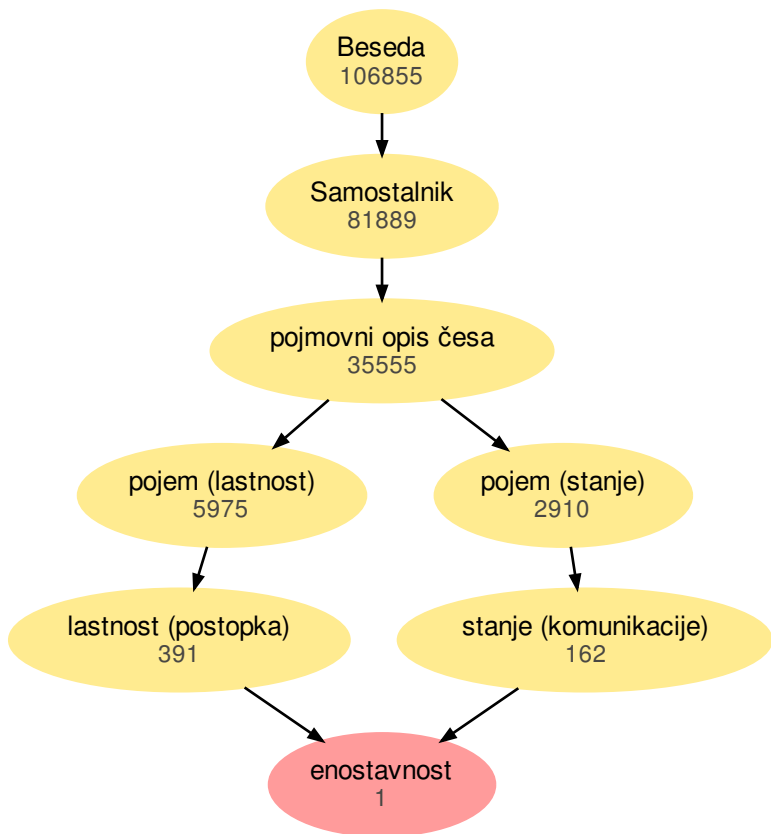 Beseda
106855
Samostalnik
81889
pojmovni opis česa
35555
pojem (lastnost)
5975
pojem (stanje)
2910
lastnost (postopka)
391
stanje (komunikacije)
162
enostavnost
1